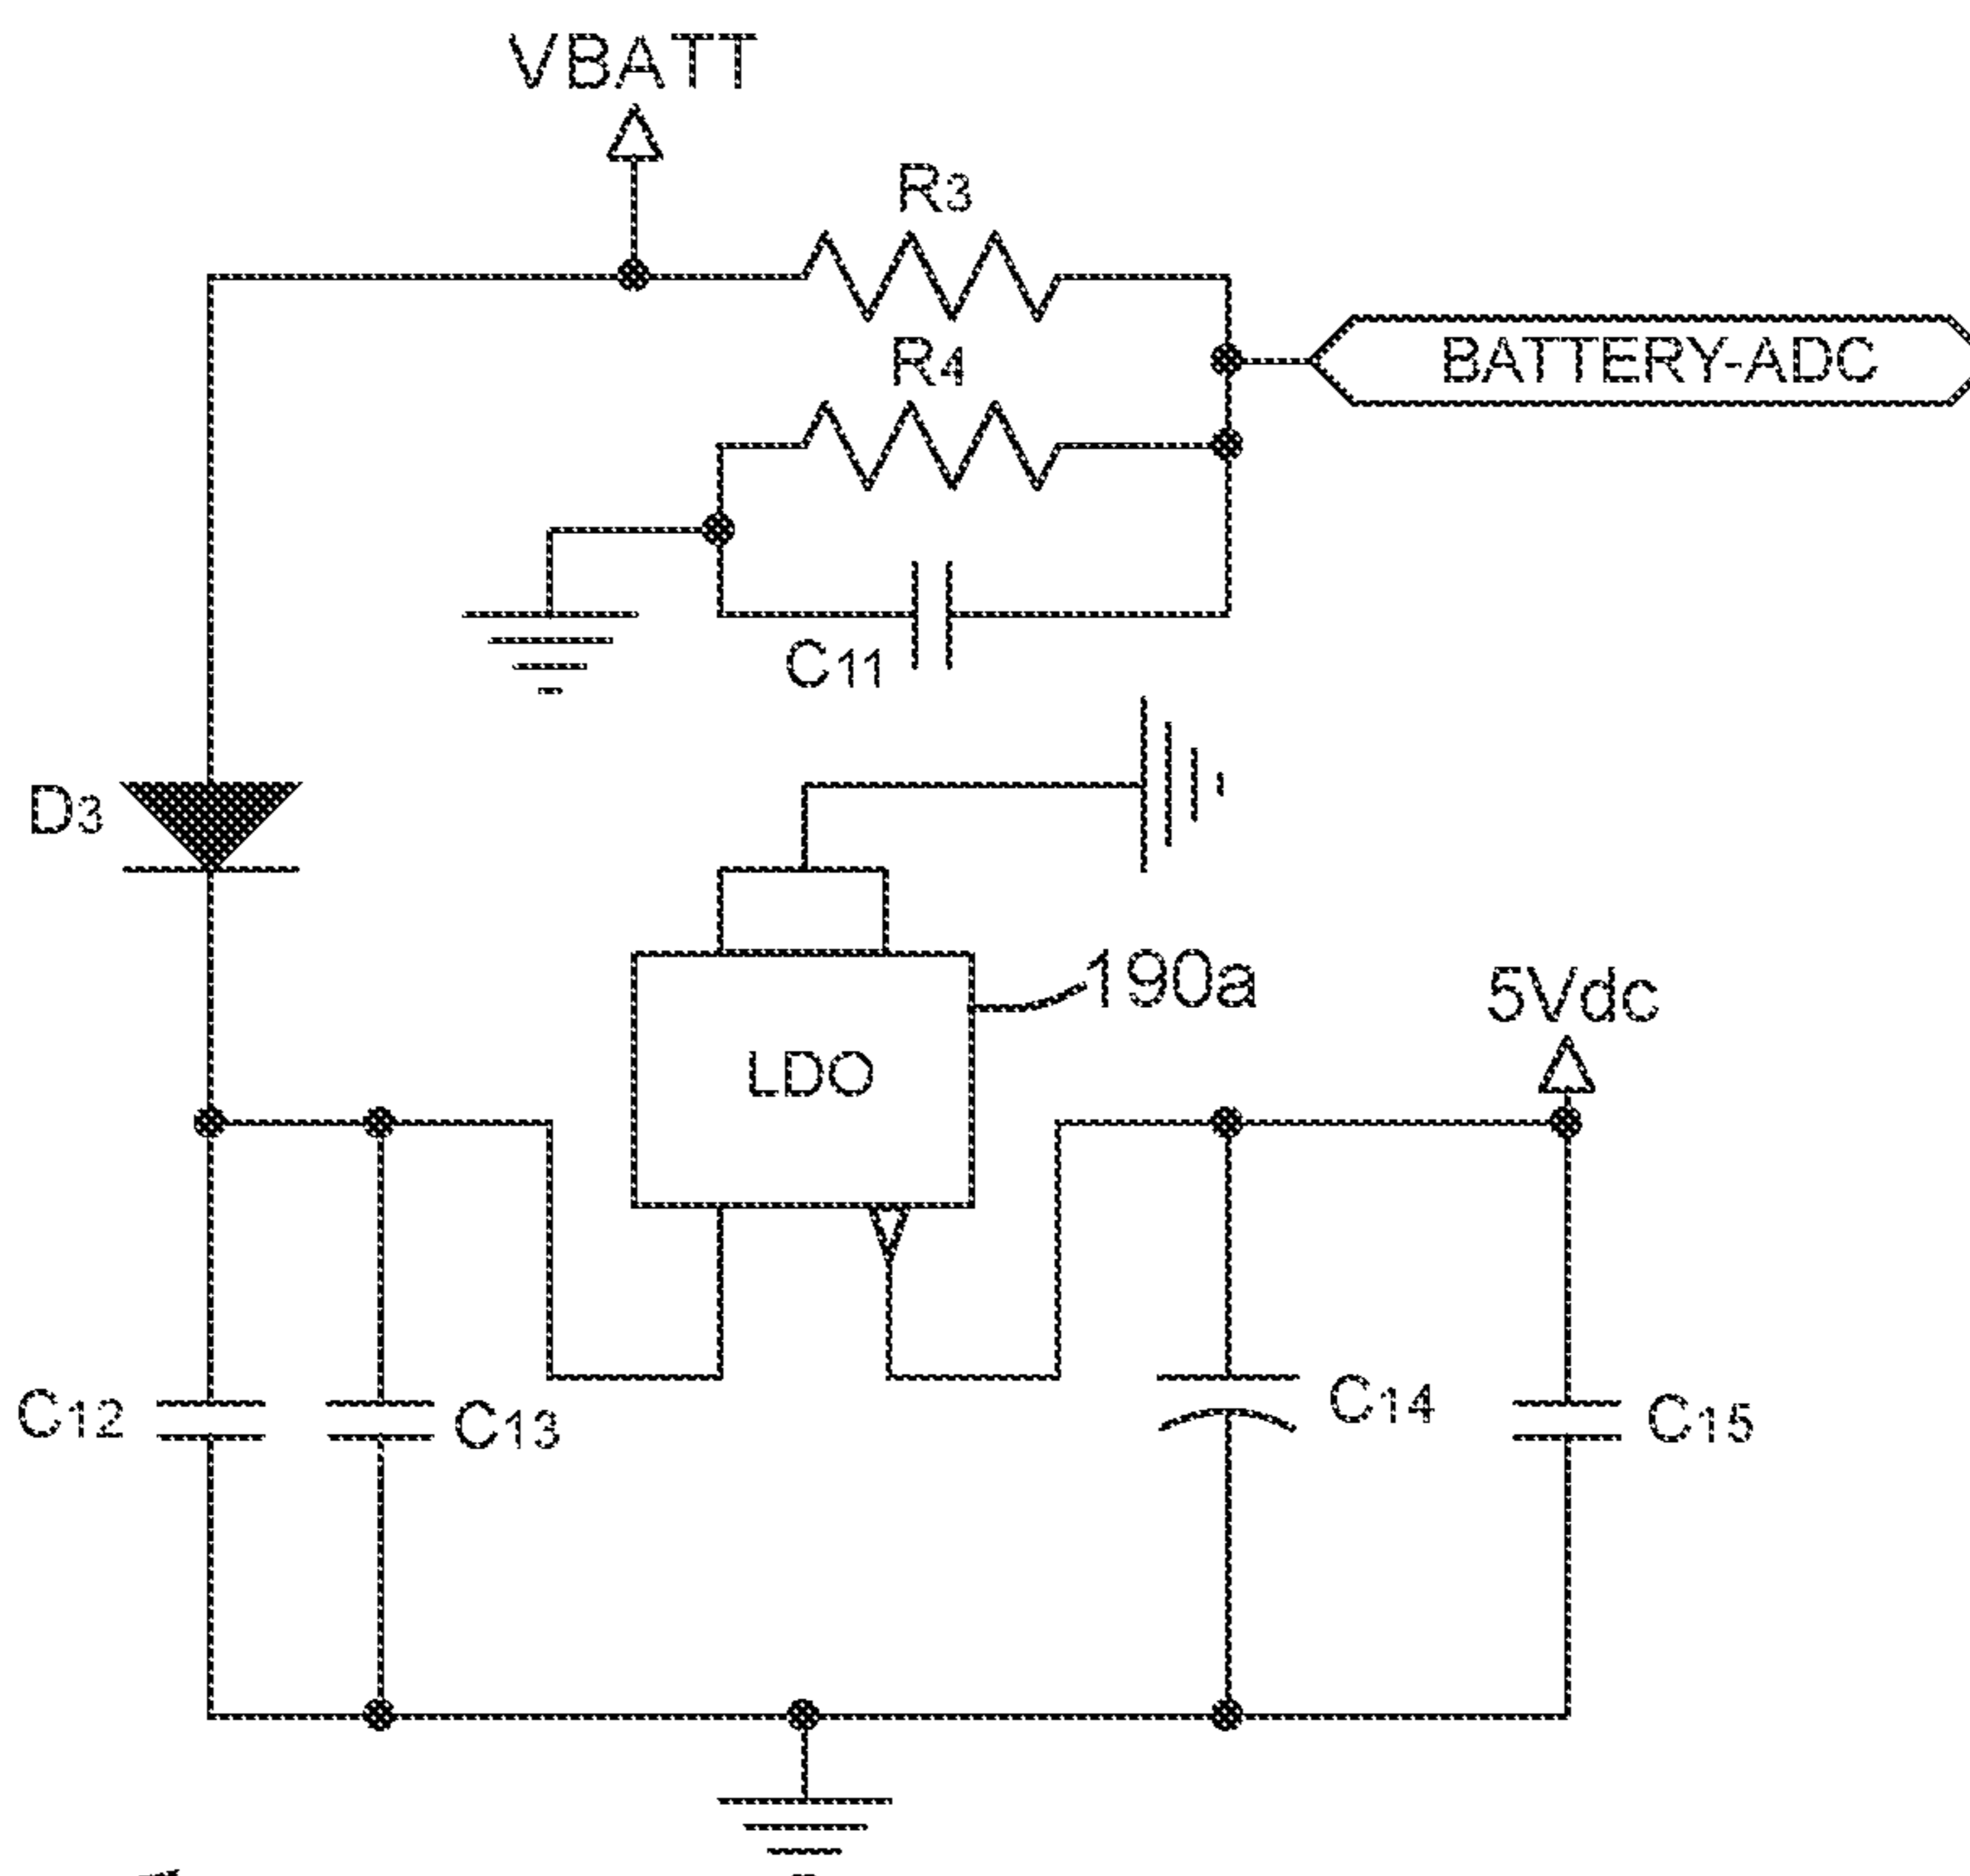 VBATT
R3
R4
BATTERY-ADC
C11
D3
190a
LDO
5Vdc
C12
C13
C14
C15